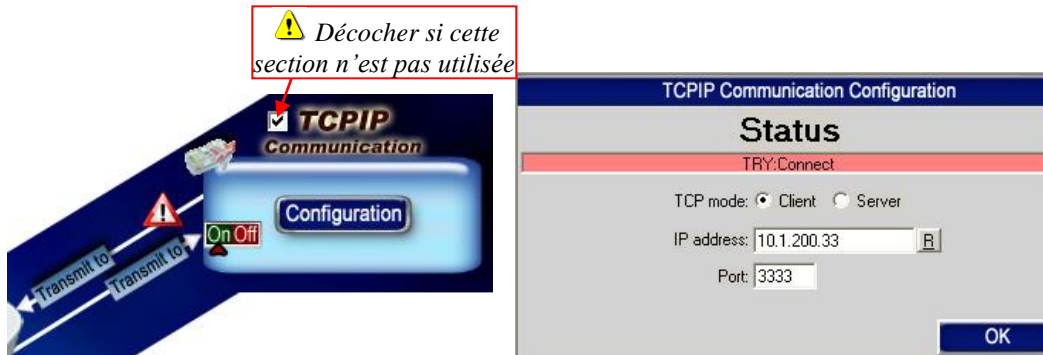 Décocher si cette
section n'est pas utilisée
TCPIP
Communication
Configuration
On Off
Transmit to
Transmit to
TCPIP Communication Configuration
Status
TRY:Connect
TCP mode: Client Server
IP address: 10.1.200.33 R
Port: 3333
OK